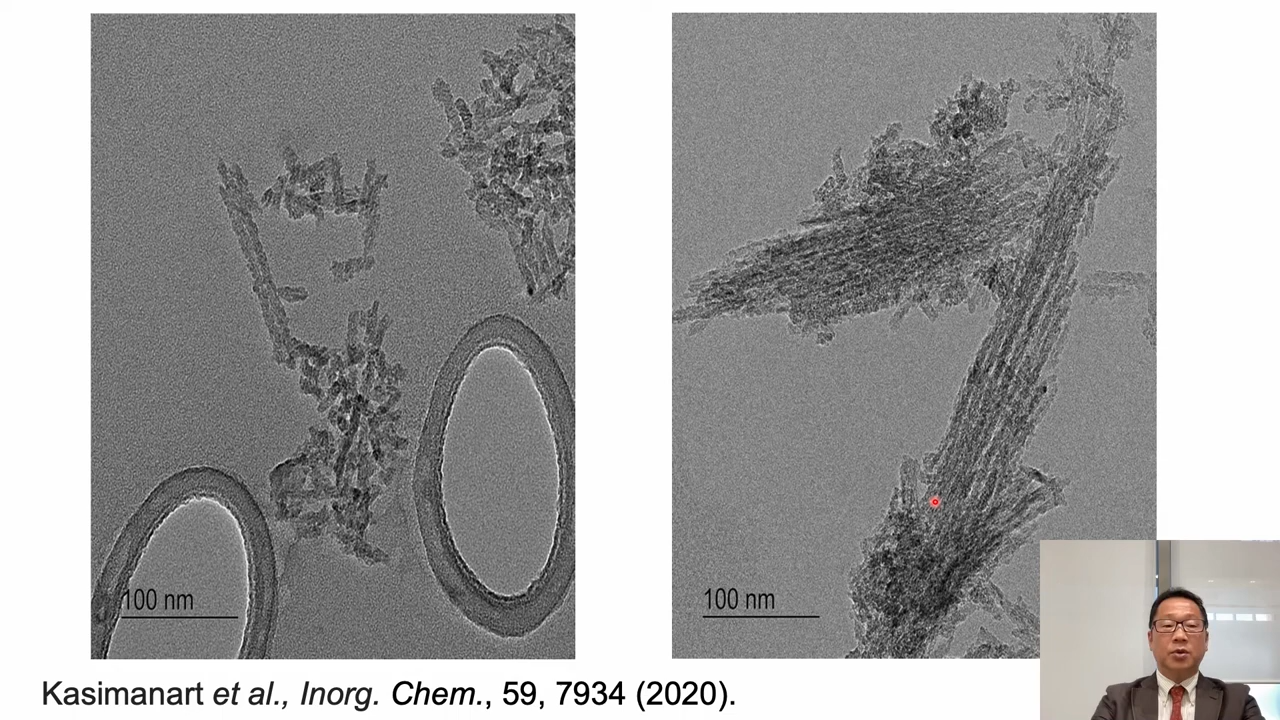 100 nm
100 nm
Kasimanart et al., Inorg. Chem., 59, 7934 (2020).